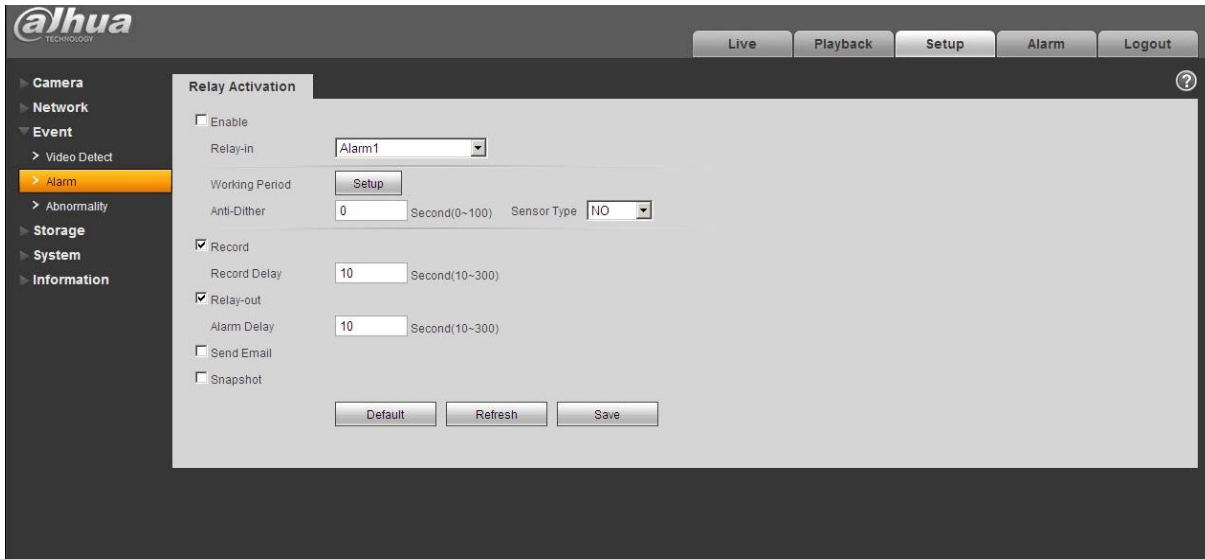 alhua
TECHNOLOGY
Live Playback Setup Alarm Logout
Camera
Network
Event
> Video Detect
> Alarm
> Abnormality
Storage
System
Information
Relay Activation
?
Enable
Relay-in Alarm1
Working Period Setup
Anti-Dither 0 Second(0~100) Sensor Type NO
Record
Record Delay 10 Second(10~300)
Relay-out
Alarm Delay 10 Second(10~300)
Send Email
Snapshot
Default Refresh Save